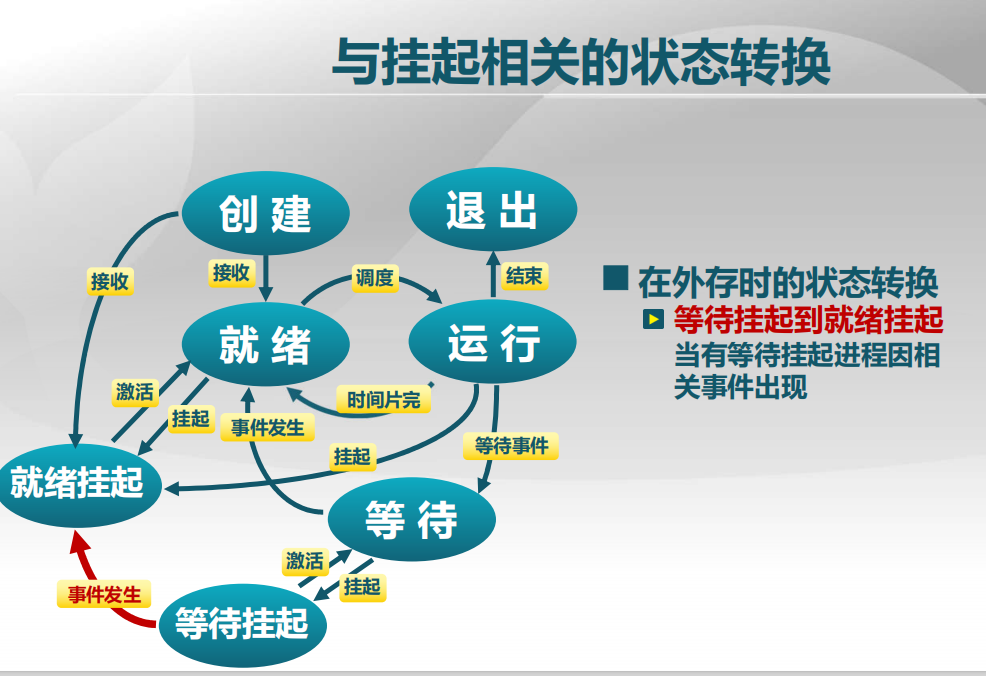 与挂起相关的状态转换
创 建
退 出
接收
接收
调度
结束
就 绪
运 行
激活
挂起
时间片完
事件发生
挂起
等待事件
就绪挂起
等 待
激活
挂起
事件发生
等待挂起
在外存时的状态转换
等待挂起到就绪挂起
当有等待挂起进程因相
关事件出现